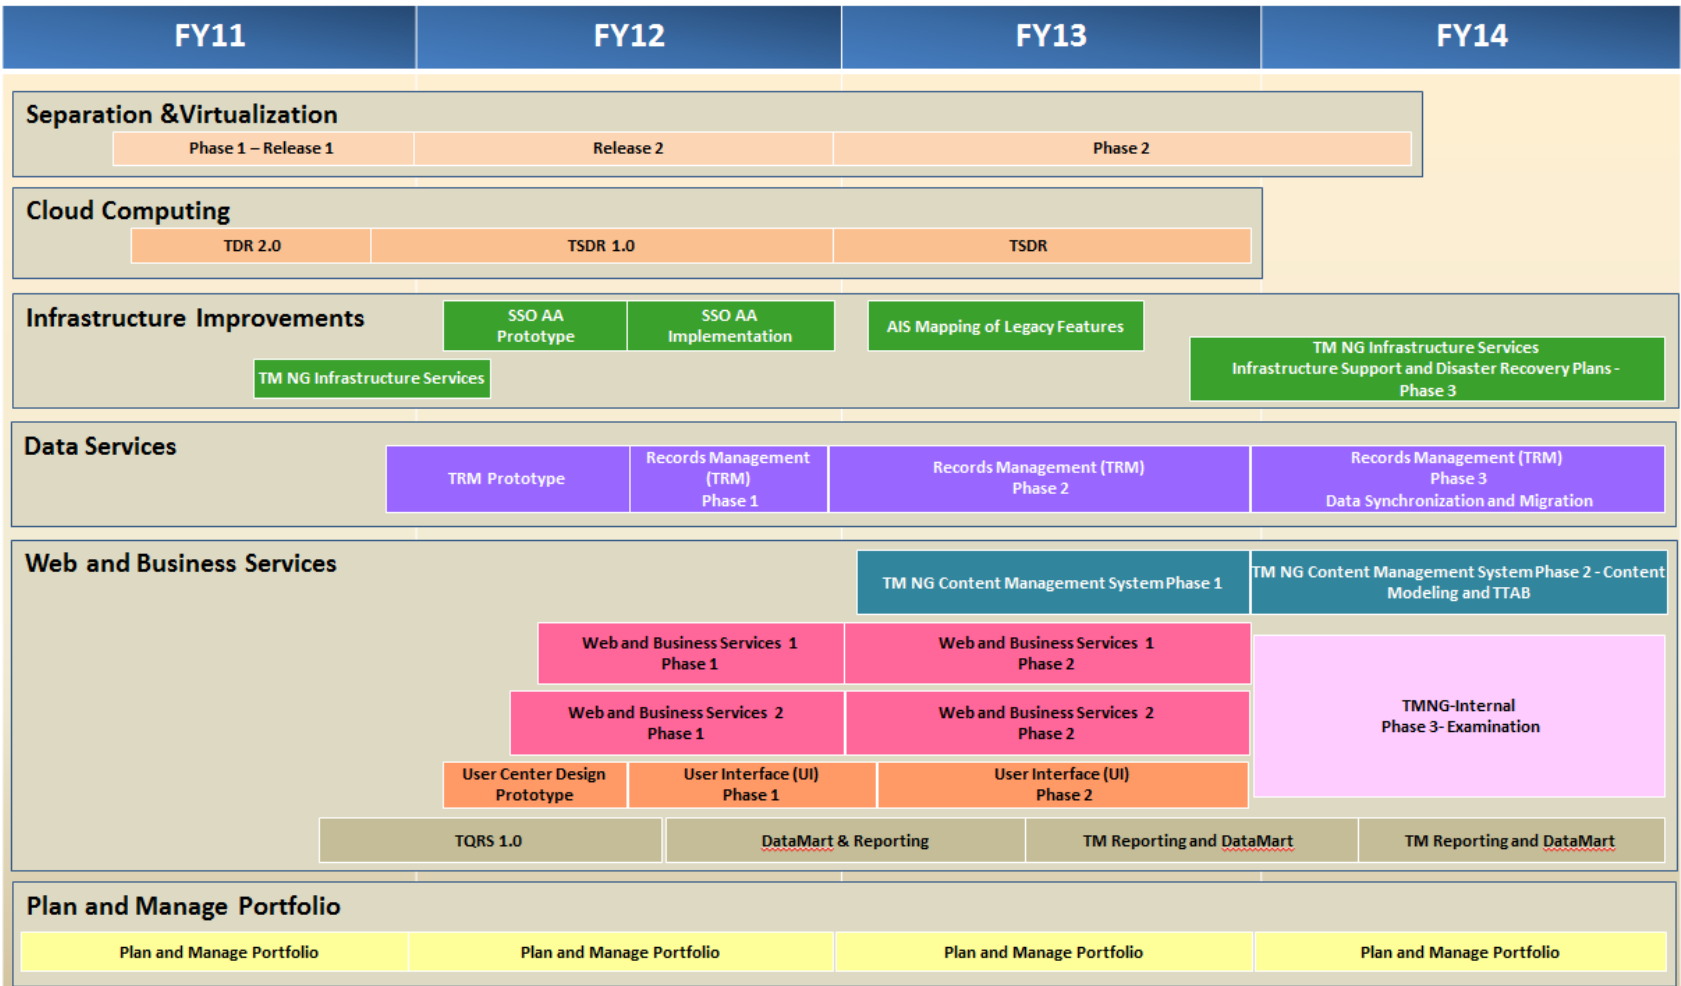 FY11
FY12
FY13
FY14
Separation &Virtualization
Phase 1 – Release 1
Release 2
Phase 2
Cloud Computing
TDR 2.0
TSDR 1.0
TSDR
Infrastructure Improvements
SSO AA
Prototype
SSO AA
Implementation
AIS Mapping of Legacy Features
TM NG Infrastructure Services
TM NG Infrastructure Services
Infrastructure Support and Disaster Recovery Plans -
Phase 3
Data Services
TRM Prototype
Records Management
(TRM)
Phase 1
Records Management (TRM)
Phase 2
Records Management (TRM)
Phase 3
Data Synchronization and Migration
Web and Business Services
TM NG Content Management System Phase 1
TM NG Content Management System Phase 2 - Content
Modeling and TTAB
Web and Business Services 1
Phase 1
Web and Business Services 1
Phase 2
Web and Business Services 2
Phase 1
Web and Business Services 2
Phase 2
TMNG-Internal
Phase 3- Examination
User Center Design
Prototype
User Interface (UI)
Phase 1
User Interface (UI)
Phase 2
TQRS 1.0
DataMart & Reporting
TM Reporting and DataMart
TM Reporting and DataMart
Plan and Manage Portfolio
Plan and Manage Portfolio
Plan and Manage Portfolio
Plan and Manage Portfolio
Plan and Manage Portfolio